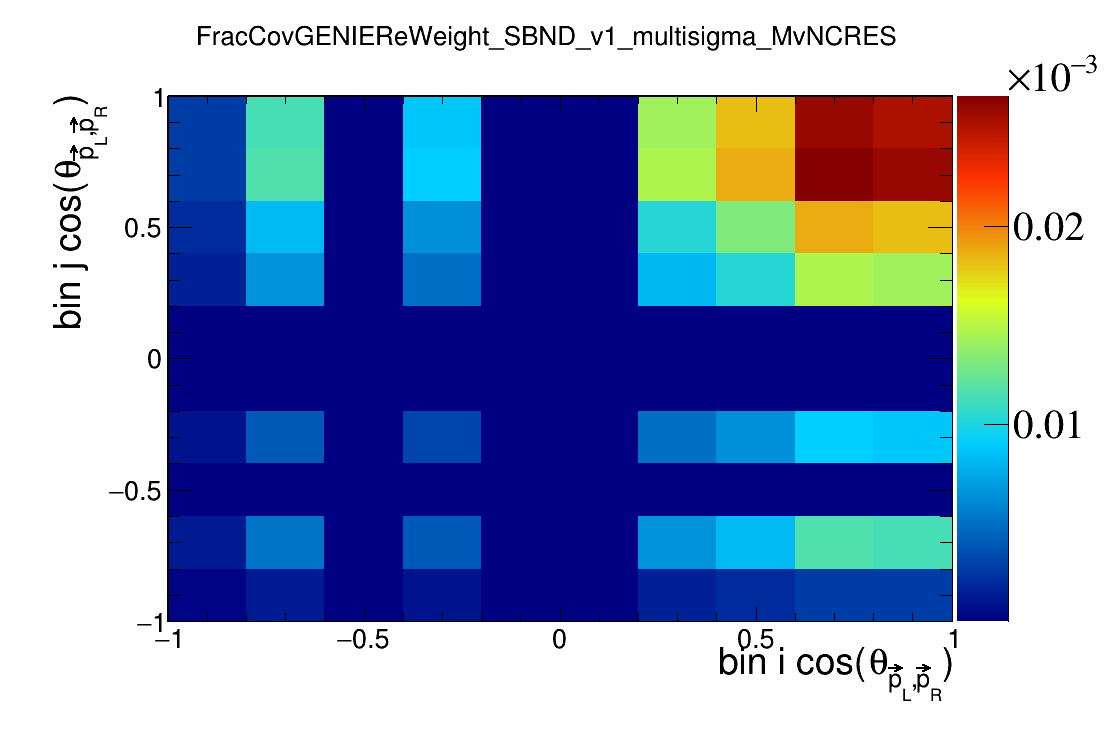 FracCovGENIEReWeight_SBND_v1_multisigma_MvNCRES
×10⁻³
bin j cos(θ_{p⃗_L,p⃗_R})
1
0.5
0
−0.5
−1
0.02
0.01
−1 −0.5 0 0.5 1
bin i cos(θ_{p⃗_L,p⃗_R})